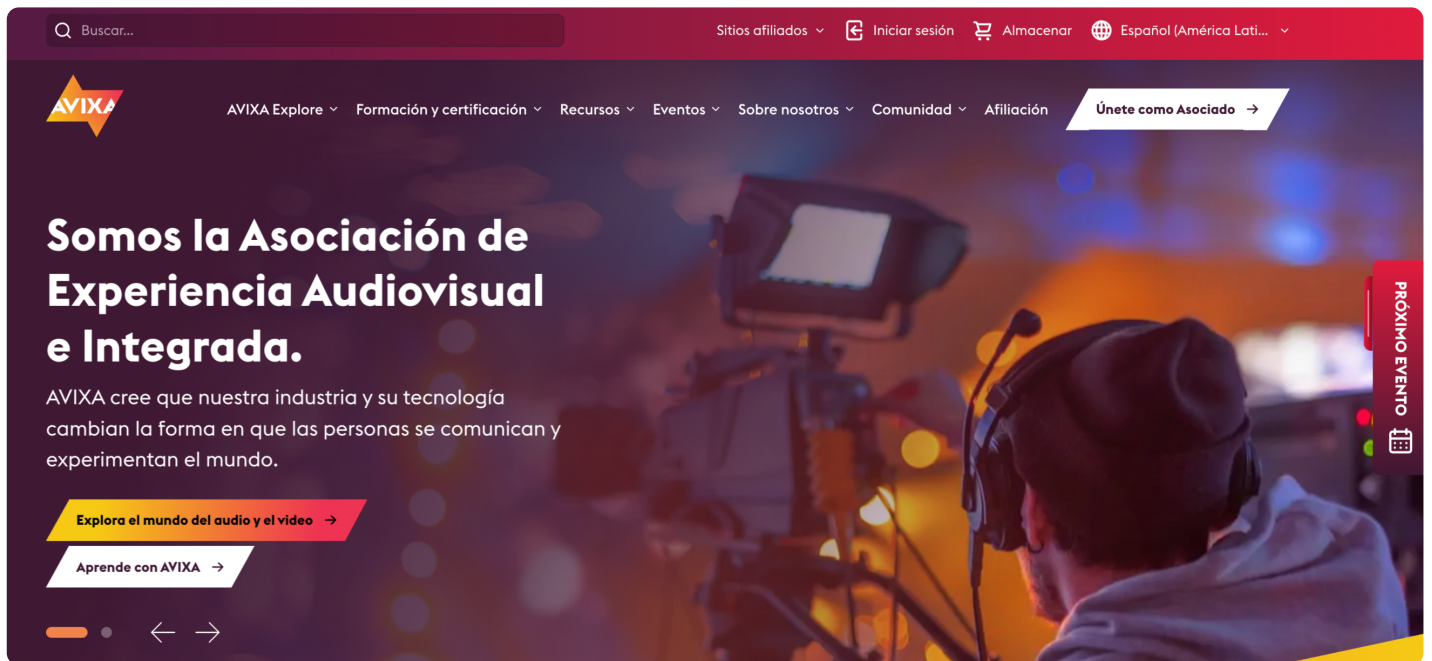 Buscar...
Sitios afiliados
Iniciar sesión
Almacenar
Español (América Lati...
AVIXA
AVIXA Explore
Formación y certificación
Recursos
Eventos
Sobre nosotros
Comunidad
Afiliación
Únete como Asociado
Somos la Asociación de
Experiencia Audiovisual
e Integrada.
AVIXA cree que nuestra industria y su tecnología
cambian la forma en que las personas se comunican y
experimentan el mundo.
Explora el mundo del audio y el video
Aprende con AVIXA
PRÓXIMO EVENTO